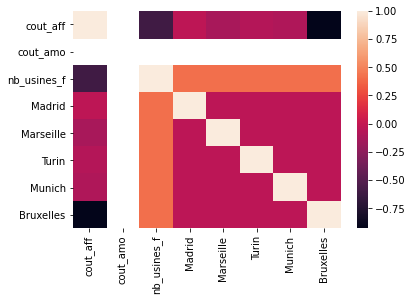 cout_aff
cout_amo
nb_usines_f
Madrid
Marseille
Turin
Munich
Bruxelles
cout_aff
cout_amo
nb_usines_f
Madrid
Marseille
Turin
Munich
Bruxelles
1.00
0.75
0.50
0.25
0.00
−0.25
−0.50
−0.75